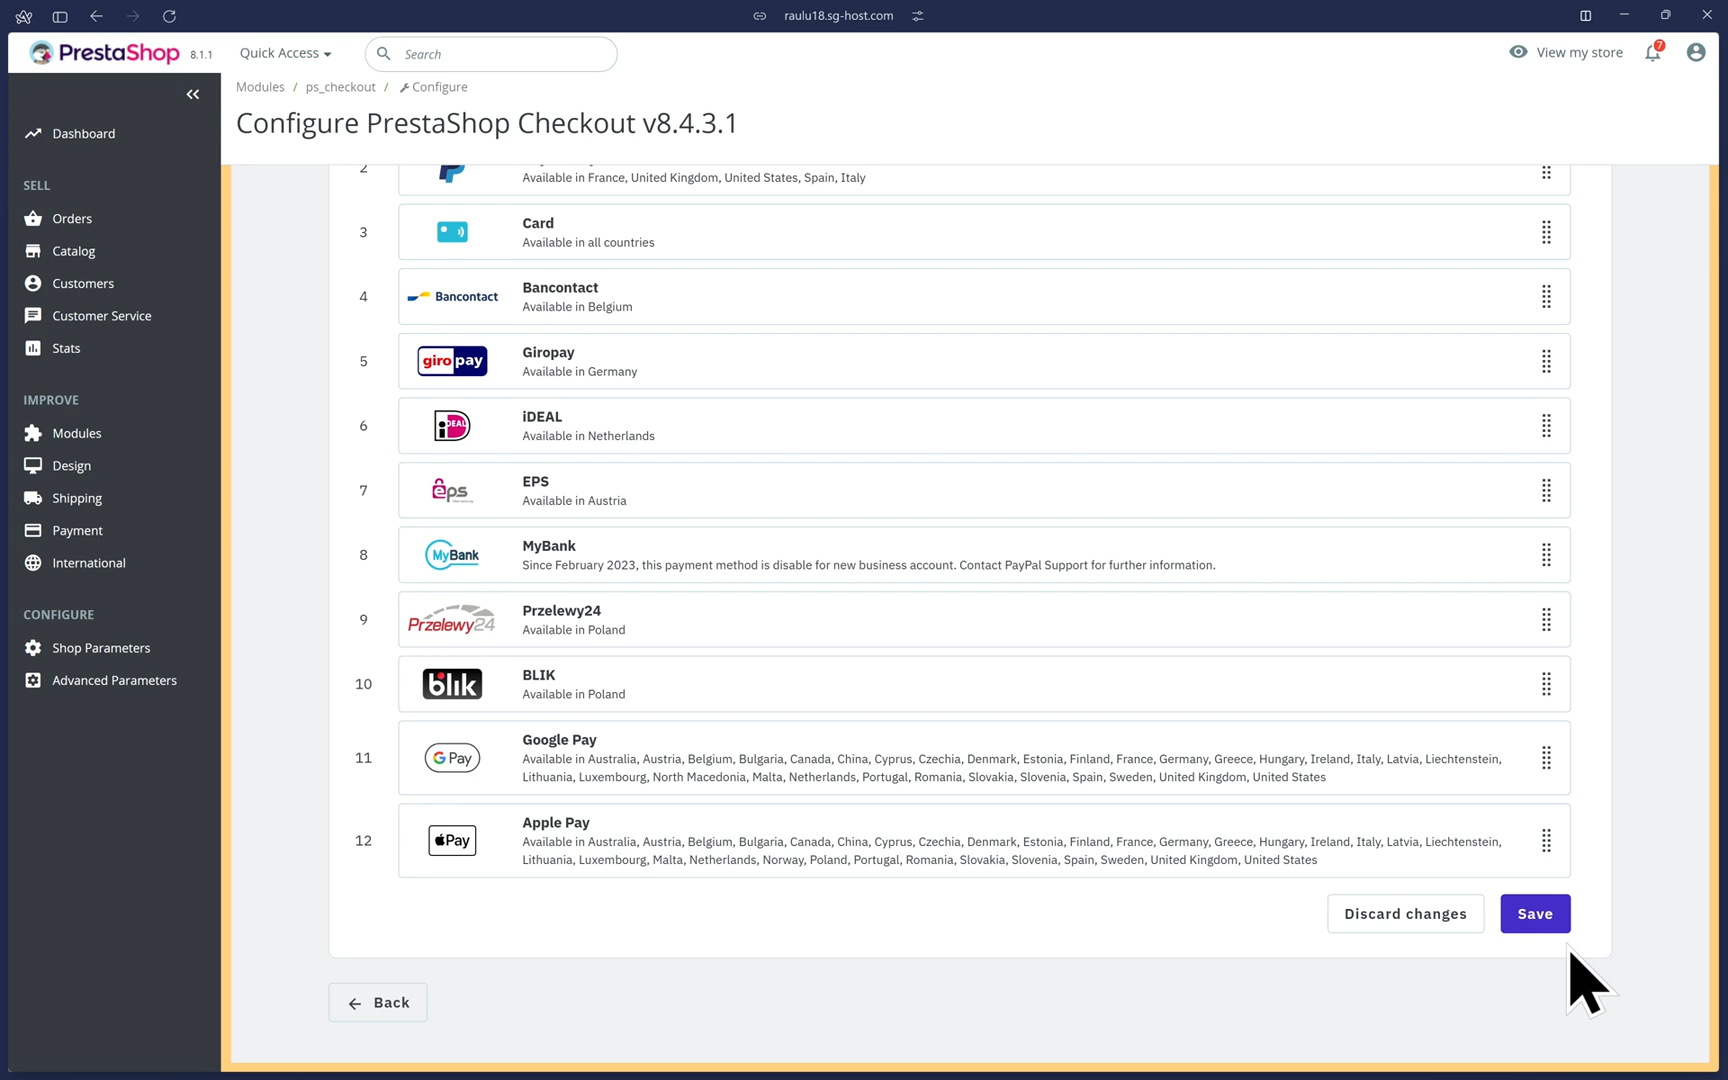 raulu18.sg-host.com
PrestaShop 8.1.1
Quick Access
Search
View my store
7
Modules / ps_checkout / Configure
Configure PrestaShop Checkout v8.4.3.1
Dashboard
SELL
Orders
Catalog
Customers
Customer Service
Stats
IMPROVE
Modules
Design
Shipping
Payment
International
CONFIGURE
Shop Parameters
Advanced Parameters
2
Available in France, United Kingdom, United States, Spain, Italy
3
Card
Available in all countries
4
Bancontact
Bancontact
Available in Belgium
5
giropay
Giropay
Available in Germany
6
iDEAL
iDEAL
Available in Netherlands
7
eps
EPS
Available in Austria
8
MyBank
MyBank
Since February 2023, this payment method is disable for new business account. Contact PayPal Support for further information.
9
Przelewy24
Przelewy24
Available in Poland
10
blik
BLIK
Available in Poland
11
G Pay
Google Pay
Available in Australia, Austria, Belgium, Bulgaria, Canada, China, Cyprus, Czechia, Denmark, Estonia, Finland, France, Germany, Greece, Hungary, Ireland, Italy, Latvia, Liechtenstein,
Lithuania, Luxembourg, North Macedonia, Malta, Netherlands, Portugal, Romania, Slovakia, Slovenia, Spain, Sweden, United Kingdom, United States
12
Pay
Apple Pay
Available in Australia, Austria, Belgium, Bulgaria, Canada, China, Cyprus, Czechia, Denmark, Estonia, Finland, France, Germany, Greece, Hungary, Ireland, Italy, Latvia, Liechtenstein,
Lithuania, Luxembourg, Malta, Netherlands, Norway, Poland, Portugal, Romania, Slovakia, Slovenia, Spain, Sweden, United Kingdom, United States
Discard changes
Save
Back